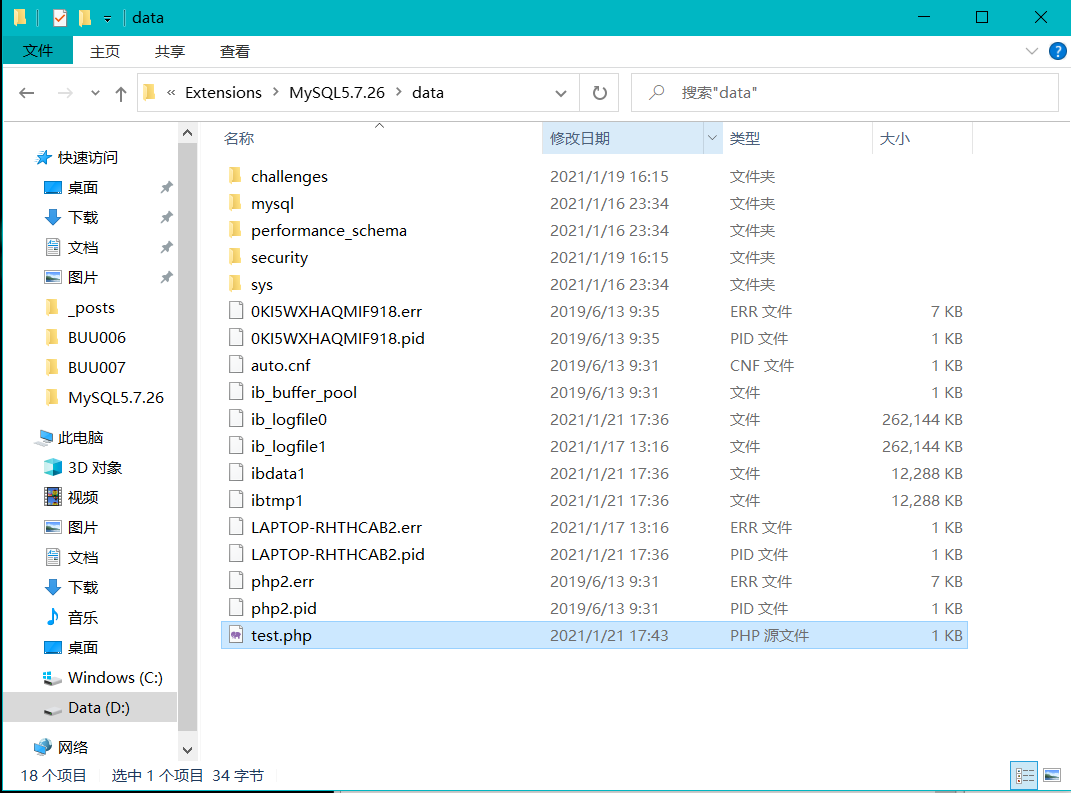 data
文件 主页 共享 查看
« Extensions > MySQL5.7.26 > data 搜索"data"
名称 修改日期 类型 大小
快速访问
桌面
下载
文档
图片
_posts
BUU006
BUU007
MySQL5.7.26
此电脑
3D 对象
视频
图片
文档
下载
音乐
桌面
Windows (C:)
Data (D:)
网络
challenges 2021/1/19 16:15 文件夹
mysql 2021/1/16 23:34 文件夹
performance_schema 2021/1/16 23:34 文件夹
security 2021/1/19 16:15 文件夹
sys 2021/1/16 23:34 文件夹
0KI5WXHAQMIF918.err 2019/6/13 9:35 ERR 文件 7 KB
0KI5WXHAQMIF918.pid 2019/6/13 9:35 PID 文件 1 KB
auto.cnf 2019/6/13 9:31 CNF 文件 1 KB
ib_buffer_pool 2019/6/13 9:31 文件 1 KB
ib_logfile0 2021/1/21 17:36 文件 262,144 KB
ib_logfile1 2021/1/17 13:16 文件 262,144 KB
ibdata1 2021/1/21 17:36 文件 12,288 KB
ibtmp1 2021/1/21 17:36 文件 12,288 KB
LAPTOP-RHTHCAB2.err 2021/1/17 13:16 ERR 文件 1 KB
LAPTOP-RHTHCAB2.pid 2021/1/21 17:36 PID 文件 1 KB
php2.err 2019/6/13 9:31 ERR 文件 7 KB
php2.pid 2019/6/13 9:31 PID 文件 1 KB
test.php 2021/1/21 17:43 PHP 源文件 1 KB
18 个项目 选中 1 个项目 34 字节